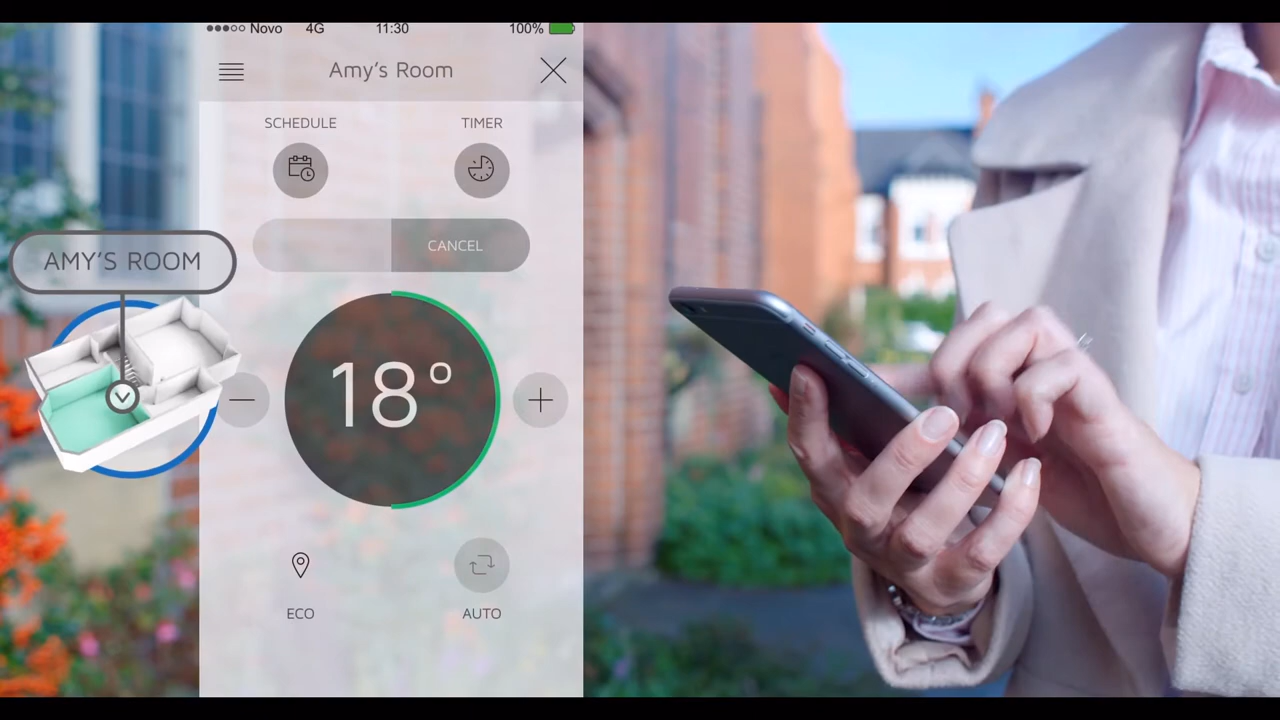 Novo 4G 11:30 100%
Amy's Room
SCHEDULE TIMER
AMY'S ROOM
CANCEL
18°
ECO AUTO